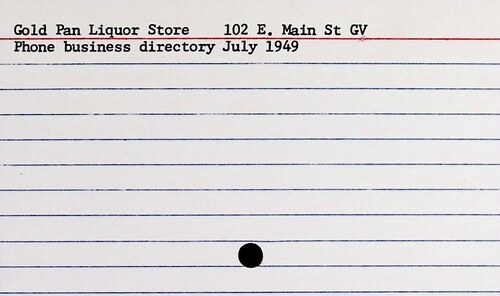 Gold Pan Liquor Store 102 E. Main St GV
Phone business directory July 1949